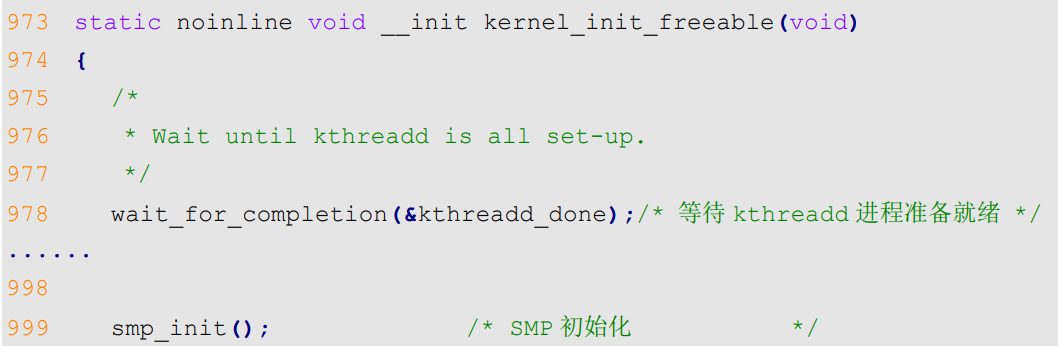 973 static noinline void __init kernel_init_freeable(void)
974 {
975 /*
976 * Wait until kthreadd is all set-up.
977 */
978 wait_for_completion(&kthreadd_done);/* 等待 kthreadd 进程准备就绪 */
......
998
999 smp_init(); /* SMP 初始化 */